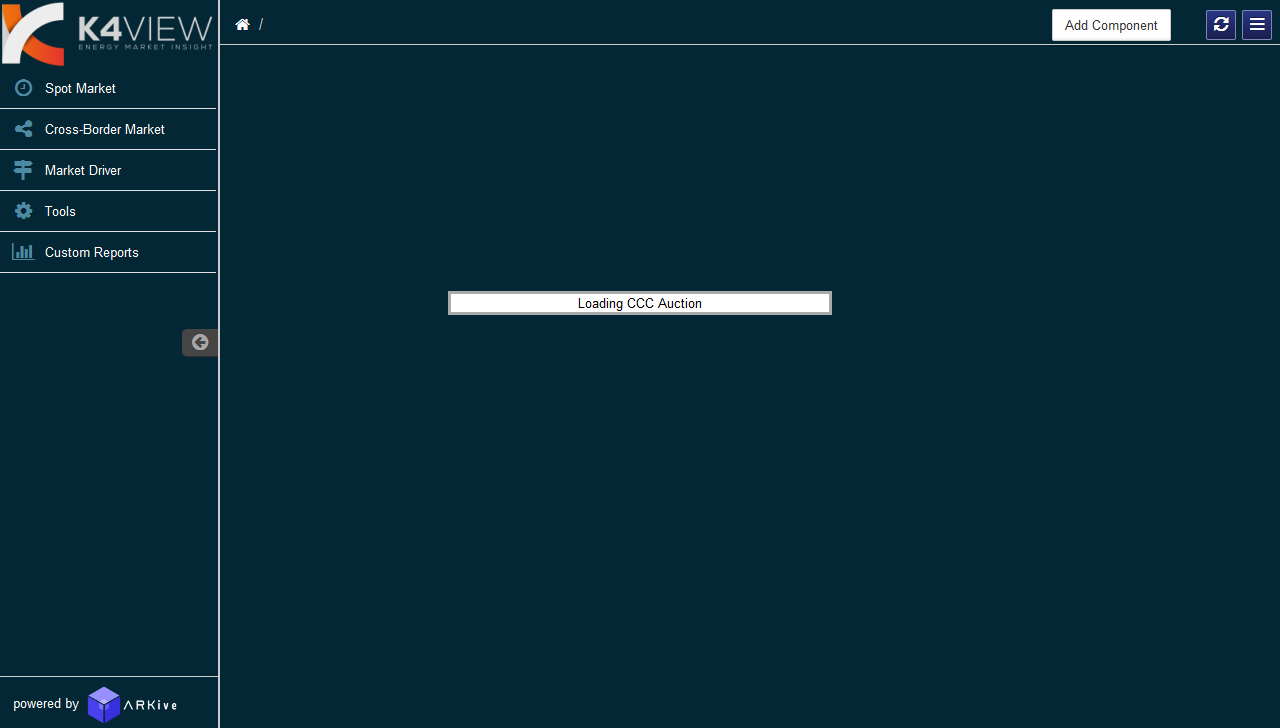 K4VIEW
ENERGY MARKET INSIGHT
/
Add Component
Spot Market
Cross-Border Market
Market Driver
Tools
Custom Reports
Loading CCC Auction
powered by ARKive